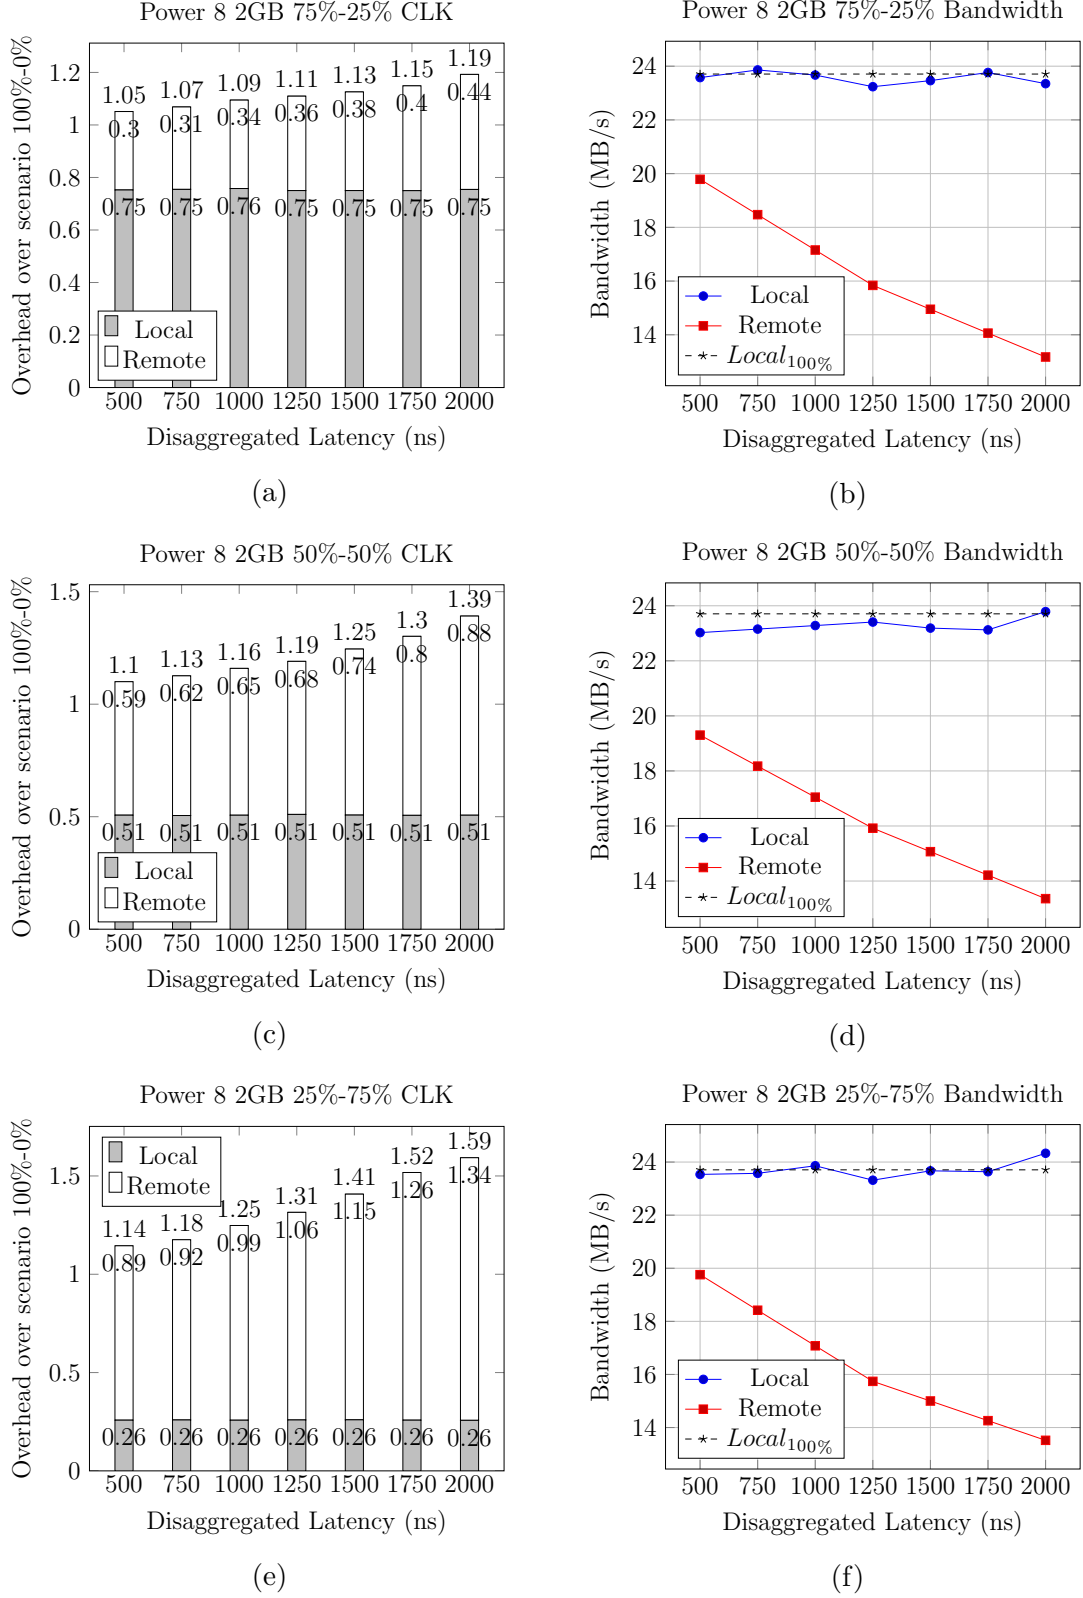 Power 8 2GB 75%-25% CLK
Overhead over scenario 100%-0%
1.2
1
0.8
0.6
0.4
0.2
0
1.05 1.07 1.09 1.11 1.13 1.15 1.19
0.3 0.31 0.34 0.36 0.38 0.4 0.44
0.75 0.75 0.76 0.75 0.75 0.75 0.75
Local
Remote
500 750 1000 1250 1500 1750 2000
Disaggregated Latency (ns)
(a)
Power 8 2GB 75%-25% Bandwidth
Bandwidth (MB/s)
24
22
20
18
16
14
Local
Remote
Local100%
500 750 1000 1250 1500 1750 2000
Disaggregated Latency (ns)
(b)
Power 8 2GB 50%-50% CLK
Overhead over scenario 100%-0%
1.5
1
0.5
0
1.1 1.13 1.16 1.19 1.25 1.3 1.39
0.59 0.62 0.65 0.68 0.74 0.8 0.88
0.51 0.51 0.51 0.51 0.51 0.51 0.51
Local
Remote
500 750 1000 1250 1500 1750 2000
Disaggregated Latency (ns)
(c)
Power 8 2GB 50%-50% Bandwidth
Bandwidth (MB/s)
24
22
20
18
16
14
Local
Remote
Local100%
500 750 1000 1250 1500 1750 2000
Disaggregated Latency (ns)
(d)
Power 8 2GB 25%-75% CLK
Overhead over scenario 100%-0%
1.5
1
0.5
0
Local
Remote
1.14 1.18 1.25 1.31 1.41 1.52 1.59
0.89 0.92 0.99 1.06 1.15 1.26 1.34
0.26 0.26 0.26 0.26 0.26 0.26 0.26
500 750 1000 1250 1500 1750 2000
Disaggregated Latency (ns)
(e)
Power 8 2GB 25%-75% Bandwidth
Bandwidth (MB/s)
24
22
20
18
16
14
Local
Remote
Local100%
500 750 1000 1250 1500 1750 2000
Disaggregated Latency (ns)
(f)